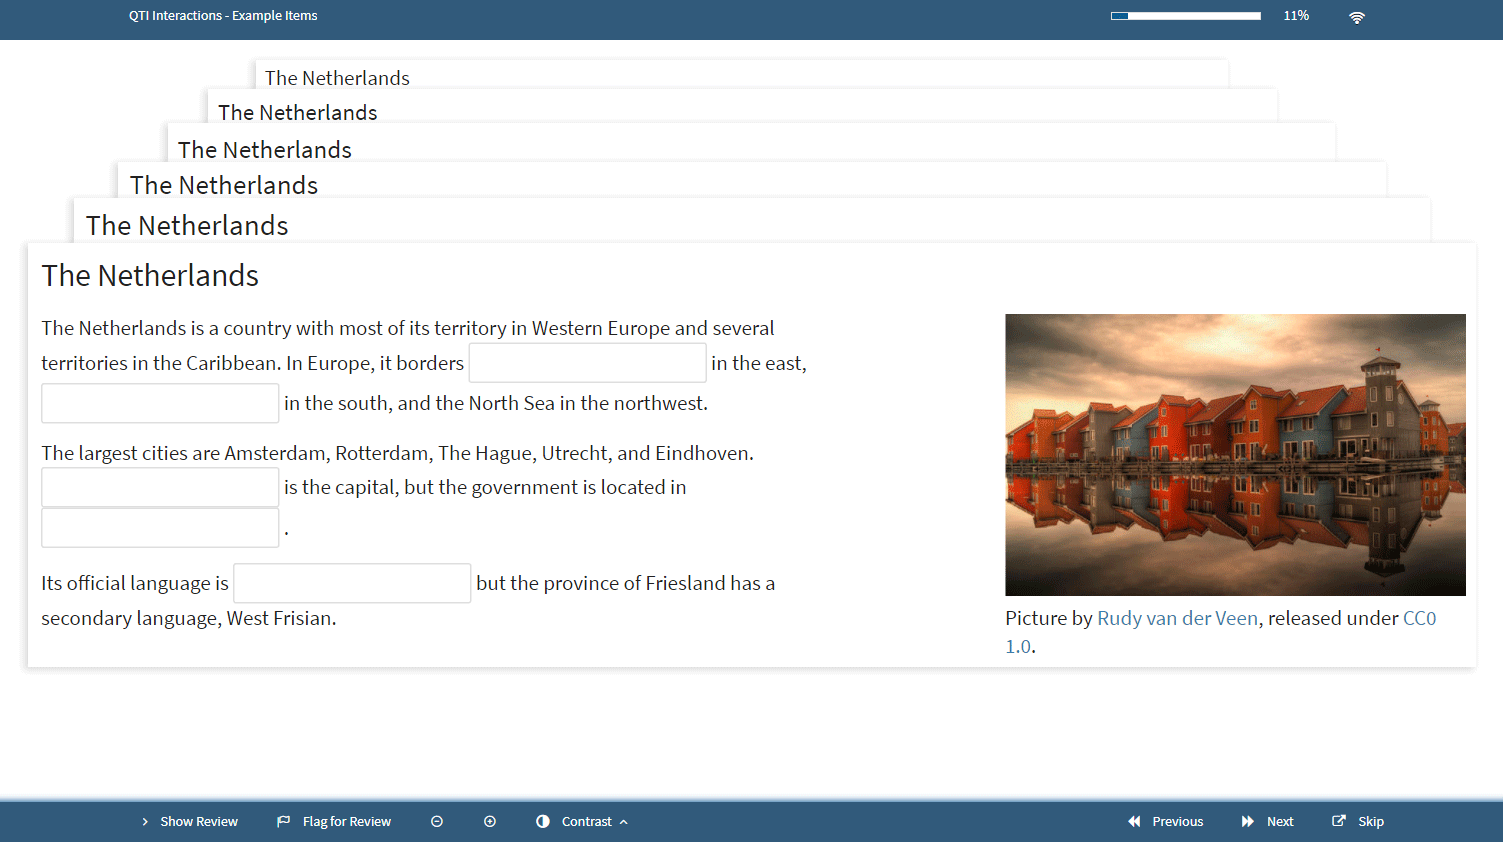 QTI Interactions - Example Items
11%
The Netherlands
The Netherlands
The Netherlands
The Netherlands
The Netherlands
The Netherlands
The Netherlands is a country with most of its territory in Western Europe and several
territories in the Caribbean. In Europe, it borders in the east,
in the south, and the North Sea in the northwest.
The largest cities are Amsterdam, Rotterdam, The Hague, Utrecht, and Eindhoven.
is the capital, but the government is located in
.
Its official language is but the province of Friesland has a
secondary language, West Frisian.
Picture by Rudy van der Veen, released under CC0
1.0.
Show Review Flag for Review Contrast Previous Next Skip